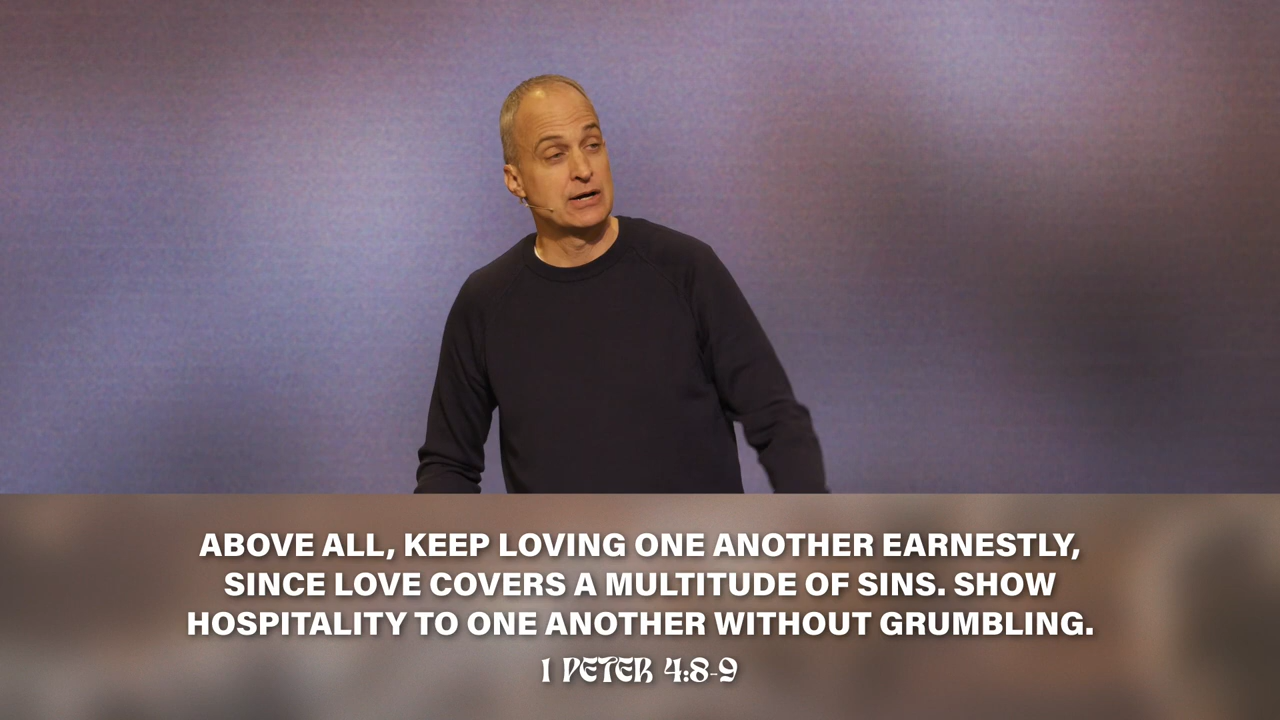 ABOVE ALL, KEEP LOVING ONE ANOTHER EARNESTLY,
SINCE LOVE COVERS A MULTITUDE OF SINS. SHOW
HOSPITALITY TO ONE ANOTHER WITHOUT GRUMBLING.
1 PETER 4:8-9